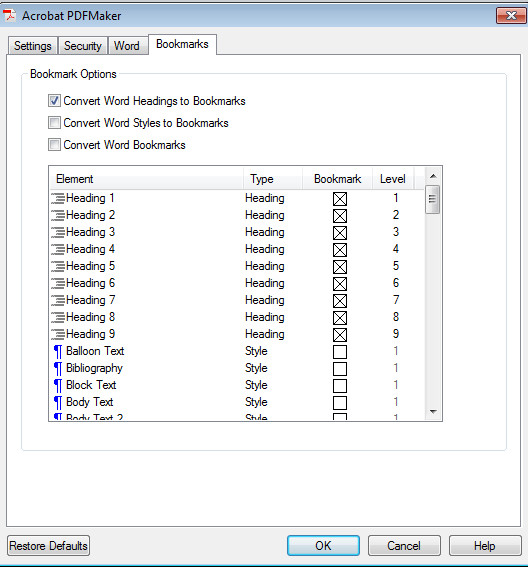 Acrobat PDFMaker
Settings Security Word Bookmarks
Bookmark Options
Convert Word Headings to Bookmarks
Convert Word Styles to Bookmarks
Convert Word Bookmarks
Element Type Bookmark Level
Heading 1 Heading 1
Heading 2 Heading 2
Heading 3 Heading 3
Heading 4 Heading 4
Heading 5 Heading 5
Heading 6 Heading 6
Heading 7 Heading 7
Heading 8 Heading 8
Heading 9 Heading 9
¶ Balloon Text Style 1
¶ Bibliography Style 1
¶ Block Text Style 1
¶ Body Text Style 1
¶ Body Text 2 Style 1
Restore Defaults OK Cancel Help